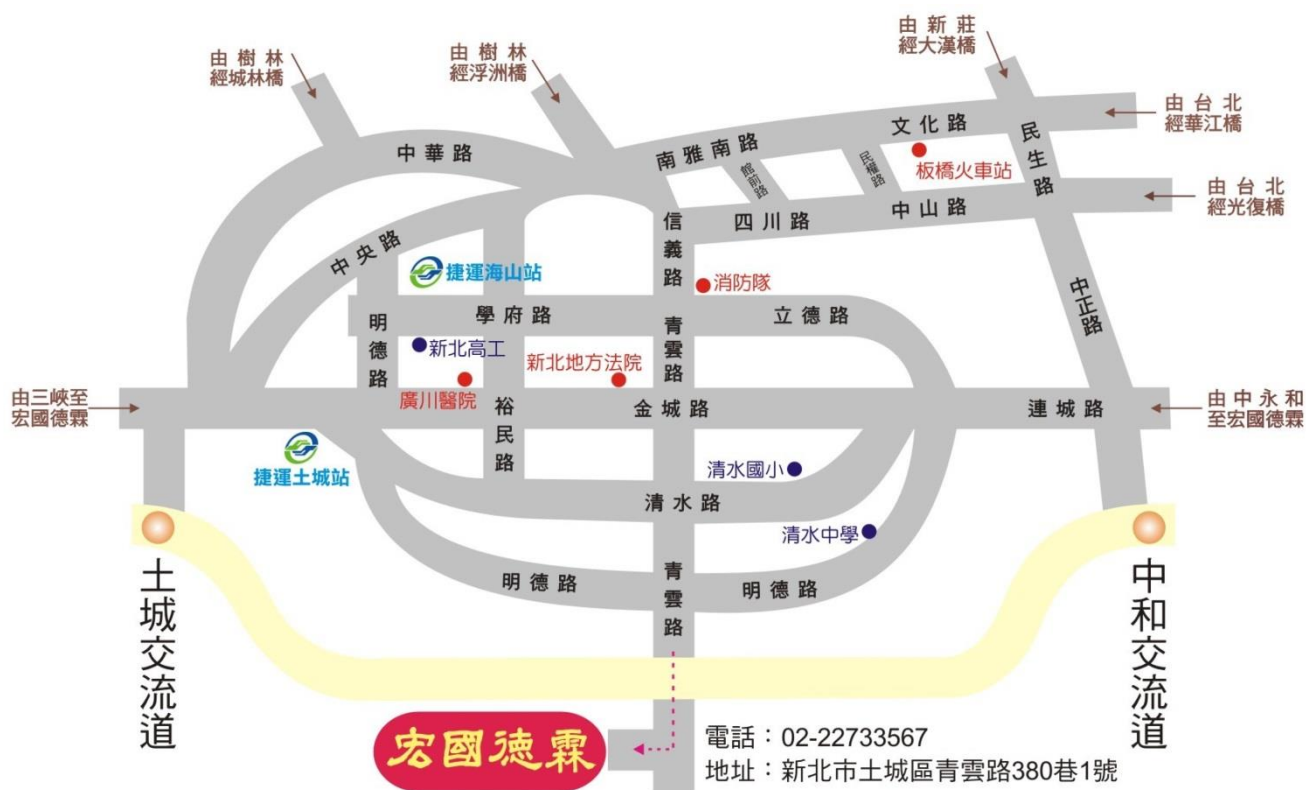 由新莊
經大漢橋
由樹林
經城林橋
由樹林
經浮洲橋
由台北
經華江橋
文化路
南雅南路
中華路
民生路
館前路
民權路
板橋火車站
由台北
經光復橋
中山路
四川路
信義路
中央路
捷運海山站
消防隊
中正路
學府路
立德路
明德路
青雲路
新北高工
新北地方法院
廣川醫院
由三峽至
宏國德霖
裕民路
金城路
連城路
由中永和
至宏國德霖
捷運土城站
清水國小
清水路
清水中學
明德路
青雲路
明德路
土城交流道
中和交流道
宏國德霖
電話：02-22733567
地址：新北市土城區青雲路380巷1號